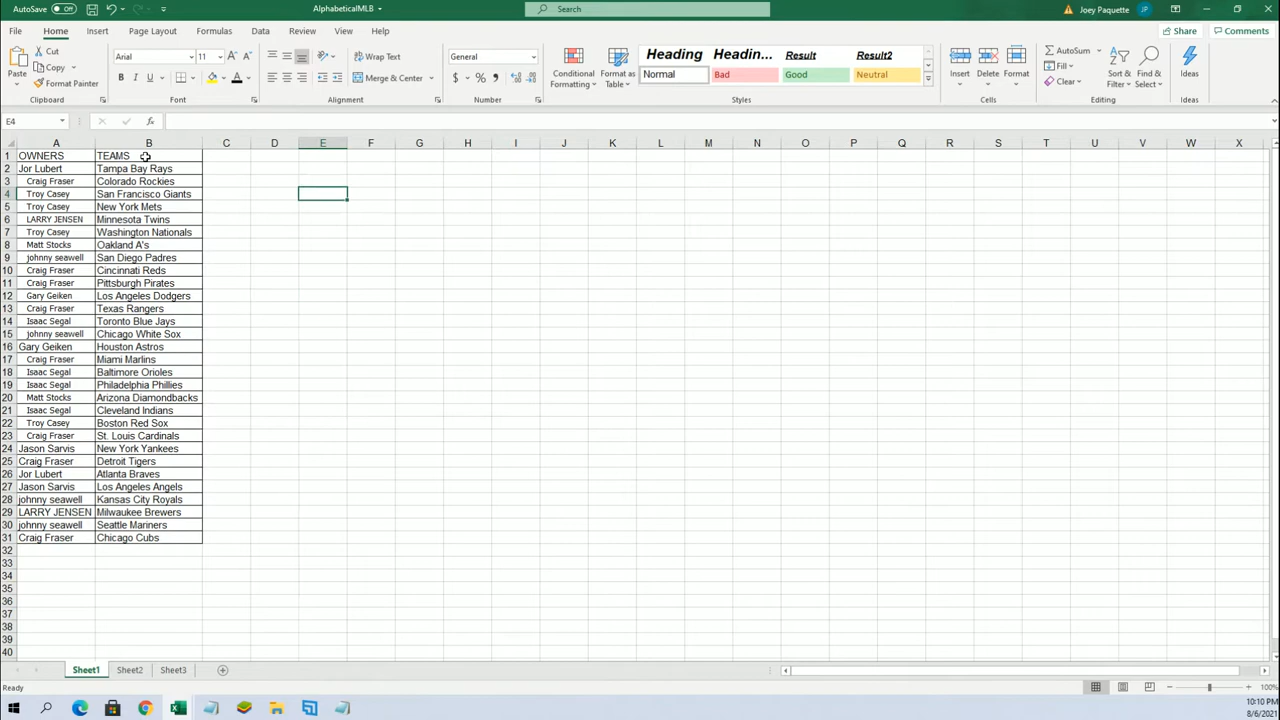 AutoSave Off AlphabeticalMLB Search Joey Paquette JP
File Home Insert Page Layout Formulas Data Review View Help Share Comments
Paste Cut Copy Format Painter Clipboard
Arial 11 A A B I U A Font
Wrap Text Merge & Center Alignment
General $ % Number
Conditional Formatting Format as Table
Heading Headin... Result Result2
Normal Bad Good Neutral Styles
Insert Delete Format Cells
AutoSum Fill Clear Sort & Filter Find & Select Editing
Ideas Ideas
E4 fx
A B C D E F G H I J K L M N O P Q R S T U V W X
1 OWNERS TEAMS
2 Jor Lubert Tampa Bay Rays
3 Craig Fraser Colorado Rockies
4 Troy Casey San Francisco Giants
5 Troy Casey New York Mets
6 LARRY JENSEN Minnesota Twins
7 Troy Casey Washington Nationals
8 Matt Stocks Oakland A's
9 johnny seawell San Diego Padres
10 Craig Fraser Cincinnati Reds
11 Craig Fraser Pittsburgh Pirates
12 Gary Geiken Los Angeles Dodgers
13 Craig Fraser Texas Rangers
14 Isaac Segal Toronto Blue Jays
15 johnny seawell Chicago White Sox
16 Gary Geiken Houston Astros
17 Craig Fraser Miami Marlins
18 Isaac Segal Baltimore Orioles
19 Isaac Segal Philadelphia Phillies
20 Matt Stocks Arizona Diamondbacks
21 Isaac Segal Cleveland Indians
22 Troy Casey Boston Red Sox
23 Craig Fraser St. Louis Cardinals
24 Jason Sarvis New York Yankees
25 Craig Fraser Detroit Tigers
26 Jor Lubert Atlanta Braves
27 Jason Sarvis Los Angeles Angels
28 johnny seawell Kansas City Royals
29 LARRY JENSEN Milwaukee Brewers
30 johnny seawell Seattle Mariners
31 Craig Fraser Chicago Cubs
32
33
34
35
36
37
38
39
40
Sheet1 Sheet2 Sheet3
Ready 100%
10:10 PM
8/6/2021